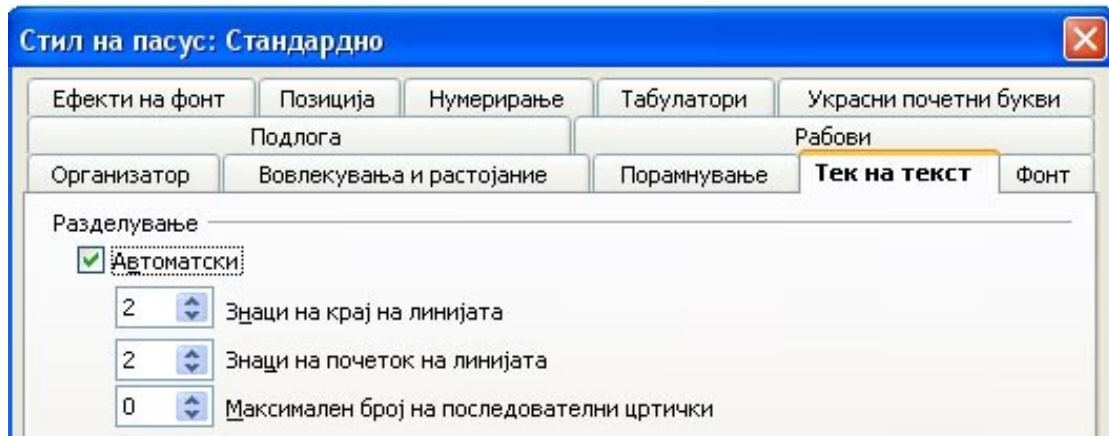 Стил на пасус: Стандардно
Ефекти на фонт Позиција Нумерирање Табулатори Украсни почетни букви
Подлога Рабови
Организатор Вовлекувања и растојание Порамнување Тек на текст Фонт
Разделување
Автоматски
2 Знаци на крај на линијата
2 Знаци на почеток на линијата
0 Максимален број на последователни цртички